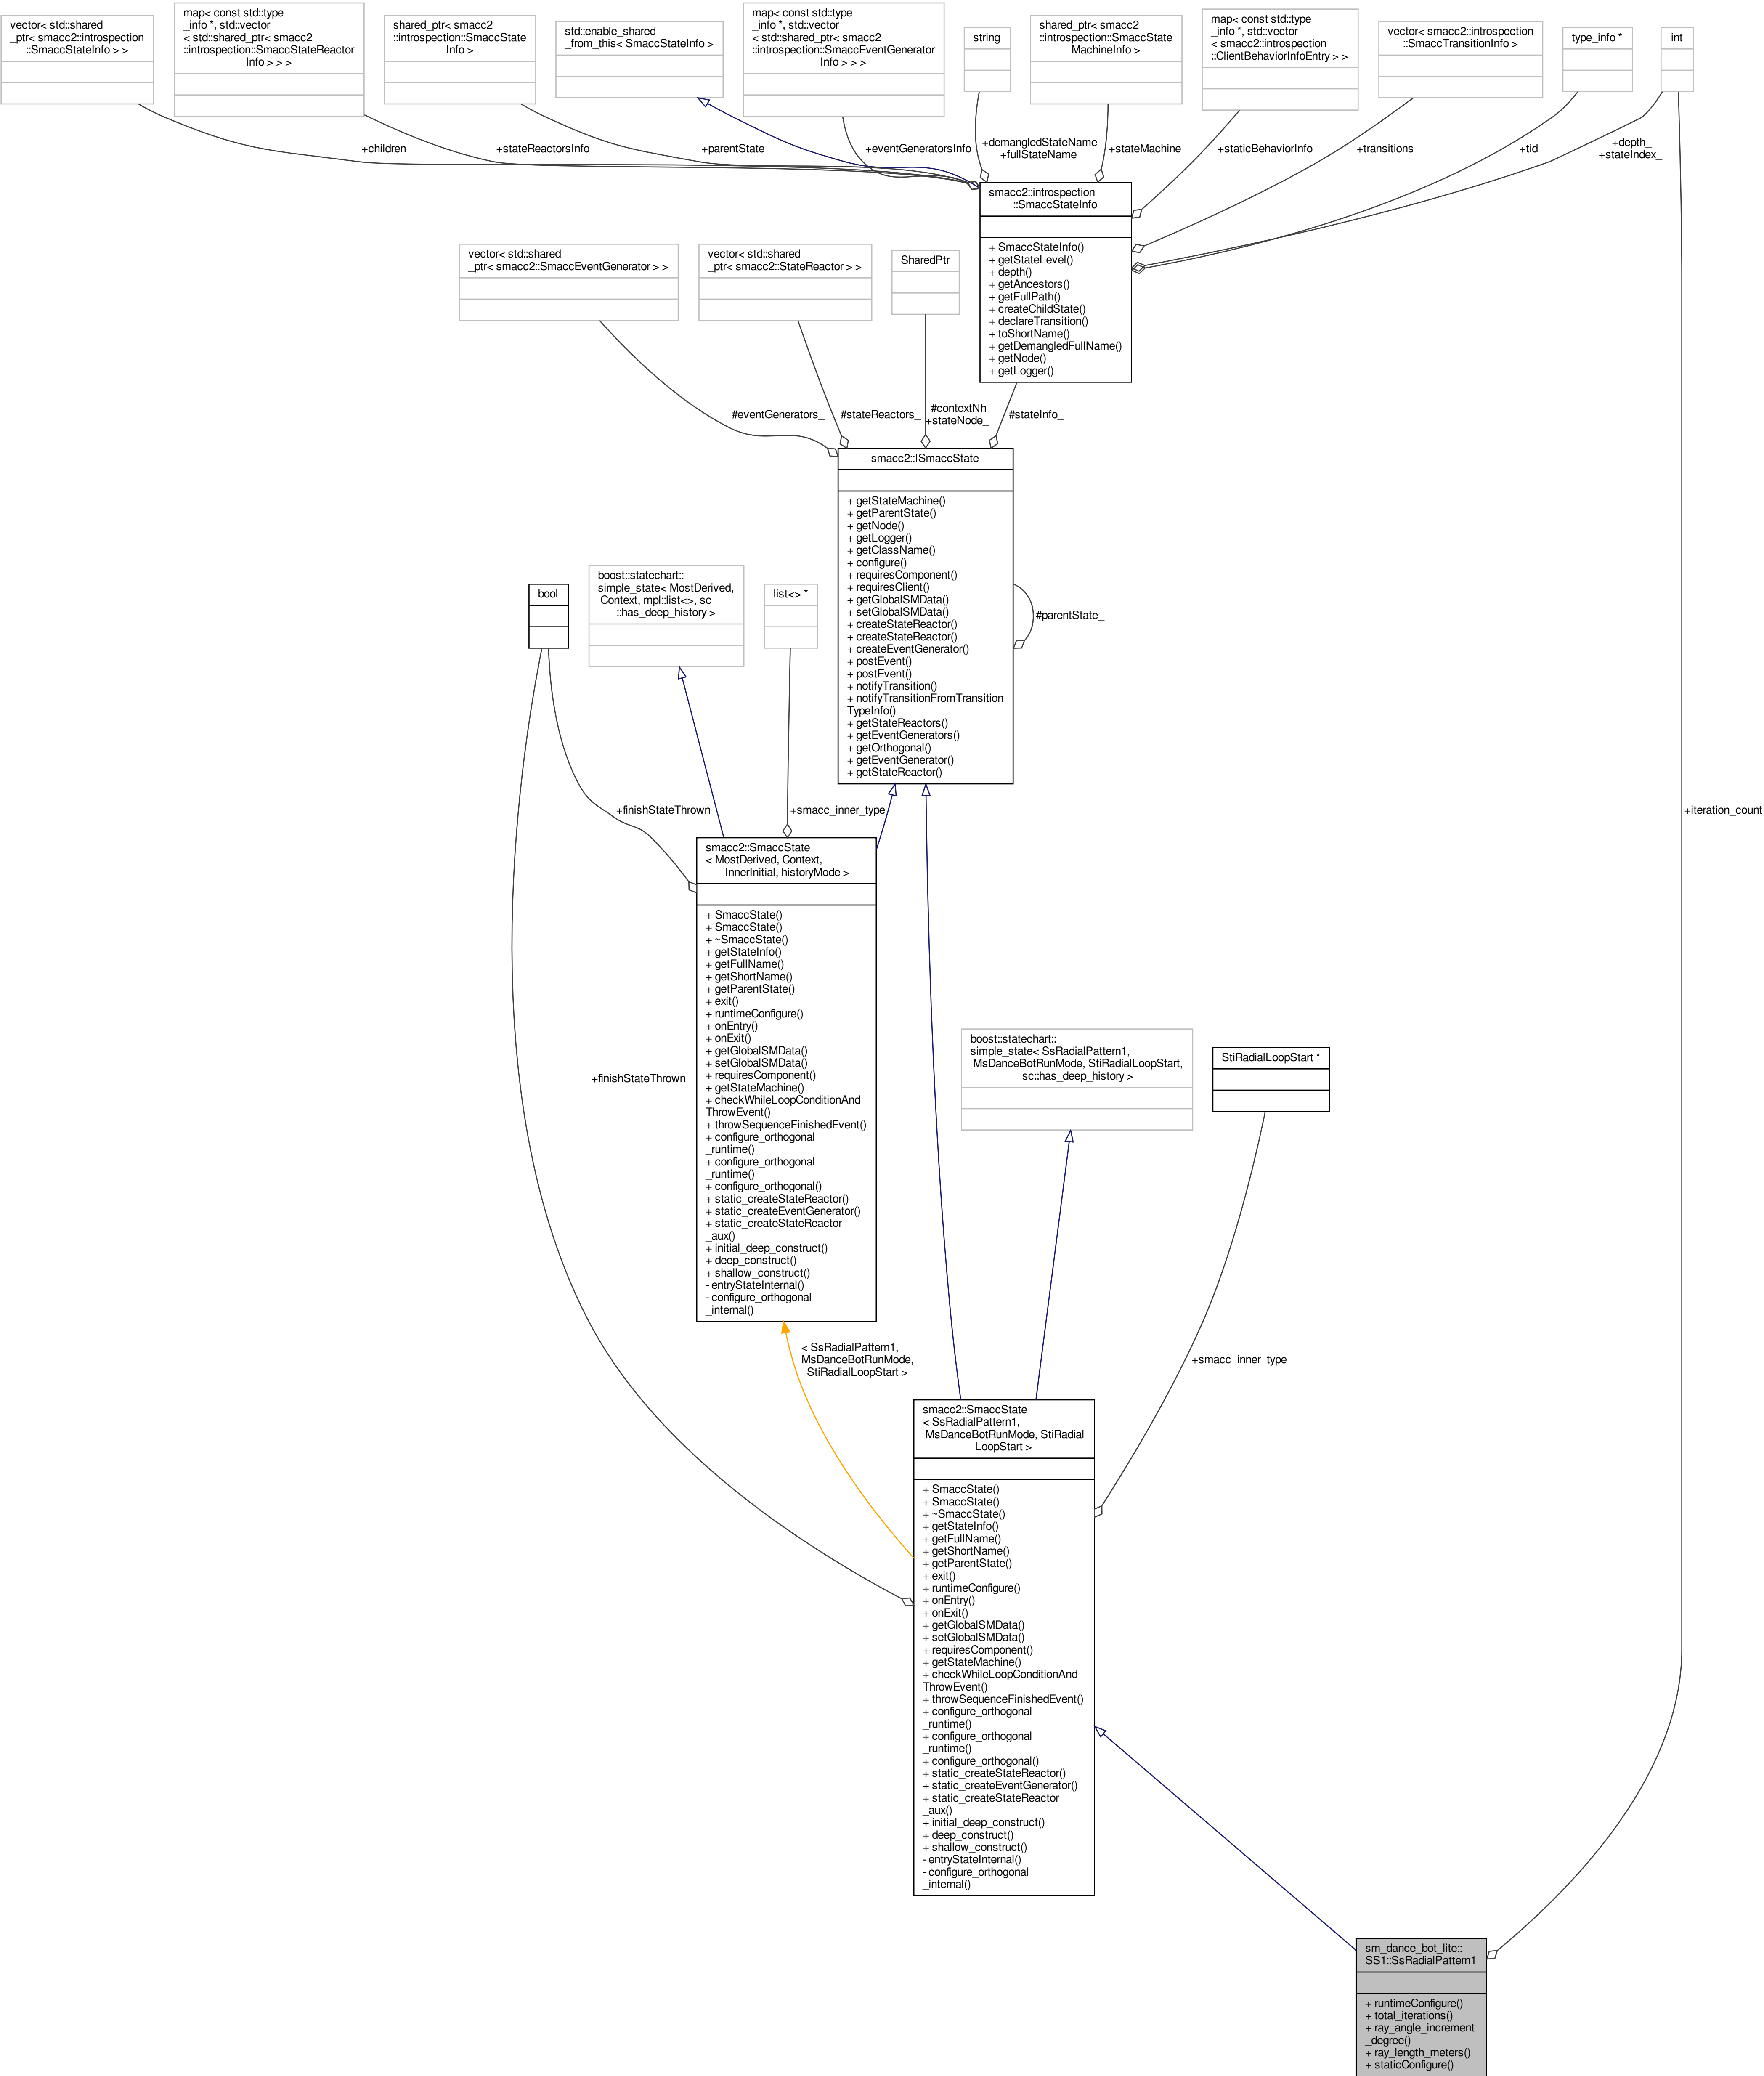 vector< std::shared
_ptr< smacc2::introspection
::SmaccStateInfo > >
map< const std::type
_info *, std::vector
< std::shared_ptr< smacc2
::introspection::SmaccStateReactor
Info > > >
shared_ptr< smacc2
::introspection::SmaccState
Info >
std::enable_shared
_from_this< SmaccStateInfo >
map< const std::type
_info *, std::vector
< std::shared_ptr< smacc2
::introspection::SmaccEventGenerator
Info > > >
string
shared_ptr< smacc2
::introspection::SmaccState
MachineInfo >
map< const std::type
_info *, std::vector
< smacc2::introspection
::ClientBehaviorInfoEntry > >
vector< smacc2::introspection
::SmaccTransitionInfo >
type_info *
int
+children_
+stateReactorsInfo
+parentState_
+eventGeneratorsInfo
+demangledStateName
+fullStateName
+stateMachine_
+staticBehaviorInfo
+transitions_
+tid_
+depth_
+stateIndex_
smacc2::introspection
::SmaccStateInfo
+ SmaccStateInfo()
+ getStateLevel()
+ depth()
+ getAncestors()
+ getFullPath()
+ createChildState()
+ declareTransition()
+ toShortName()
+ getDemangledFullName()
+ getNode()
+ getLogger()
vector< std::shared
_ptr< smacc2::SmaccEventGenerator > >
vector< std::shared
_ptr< smacc2::StateReactor > >
SharedPtr
#eventGenerators_
#stateReactors_
#contextNh
+stateNode_
#stateInfo_
smacc2::ISmaccState
+ getStateMachine()
+ getParentState()
+ getNode()
+ getLogger()
+ getClassName()
+ configure()
+ requiresComponent()
+ requiresClient()
+ getGlobalSMData()
+ setGlobalSMData()
+ createStateReactor()
+ createStateReactor()
+ createEventGenerator()
+ postEvent()
+ postEvent()
+ notifyTransition()
+ notifyTransitionFromTransition
TypeInfo()
+ getStateReactors()
+ getEventGenerators()
+ getOrthogonal()
+ getEventGenerator()
+ getStateReactor()
#parentState_
bool
boost::statechart::
simple_state< MostDerived,
Context, mpl::list<>, sc
::has_deep_history >
list<> *
+finishStateThrown
+smacc_inner_type
+iteration_count
smacc2::SmaccState
< MostDerived, Context,
InnerInitial, historyMode >
+ SmaccState()
+ SmaccState()
+ ~SmaccState()
+ getStateInfo()
+ getFullName()
+ getShortName()
+ getParentState()
+ exit()
+ runtimeConfigure()
+ onEntry()
+ onExit()
+ getGlobalSMData()
+ setGlobalSMData()
+ requiresComponent()
+ getStateMachine()
+ checkWhileLoopConditionAnd
ThrowEvent()
+ throwSequenceFinishedEvent()
+ configure_orthogonal
_runtime()
+ configure_orthogonal
_runtime()
+ configure_orthogonal()
+ static_createStateReactor()
+ static_createEventGenerator()
+ static_createStateReactor
_aux()
+ initial_deep_construct()
+ deep_construct()
+ shallow_construct()
- entryStateInternal()
- configure_orthogonal
_internal()
+finishStateThrown
boost::statechart::
simple_state< SsRadialPattern1,
MsDanceBotRunMode, StiRadialLoopStart,
sc::has_deep_history >
StiRadialLoopStart *
< SsRadialPattern1,
MsDanceBotRunMode,
StiRadialLoopStart >
+smacc_inner_type
smacc2::SmaccState
< SsRadialPattern1,
MsDanceBotRunMode, StiRadial
LoopStart >
+ SmaccState()
+ SmaccState()
+ ~SmaccState()
+ getStateInfo()
+ getFullName()
+ getShortName()
+ getParentState()
+ exit()
+ runtimeConfigure()
+ onEntry()
+ onExit()
+ getGlobalSMData()
+ setGlobalSMData()
+ requiresComponent()
+ getStateMachine()
+ checkWhileLoopConditionAnd
ThrowEvent()
+ throwSequenceFinishedEvent()
+ configure_orthogonal
_runtime()
+ configure_orthogonal
_runtime()
+ configure_orthogonal()
+ static_createStateReactor()
+ static_createEventGenerator()
+ static_createStateReactor
_aux()
+ initial_deep_construct()
+ deep_construct()
+ shallow_construct()
- entryStateInternal()
- configure_orthogonal
_internal()
sm_dance_bot_lite::
SS1::SsRadialPattern1
+ runtimeConfigure()
+ total_iterations()
+ ray_angle_increment
_degree()
+ ray_length_meters()
+ staticConfigure()